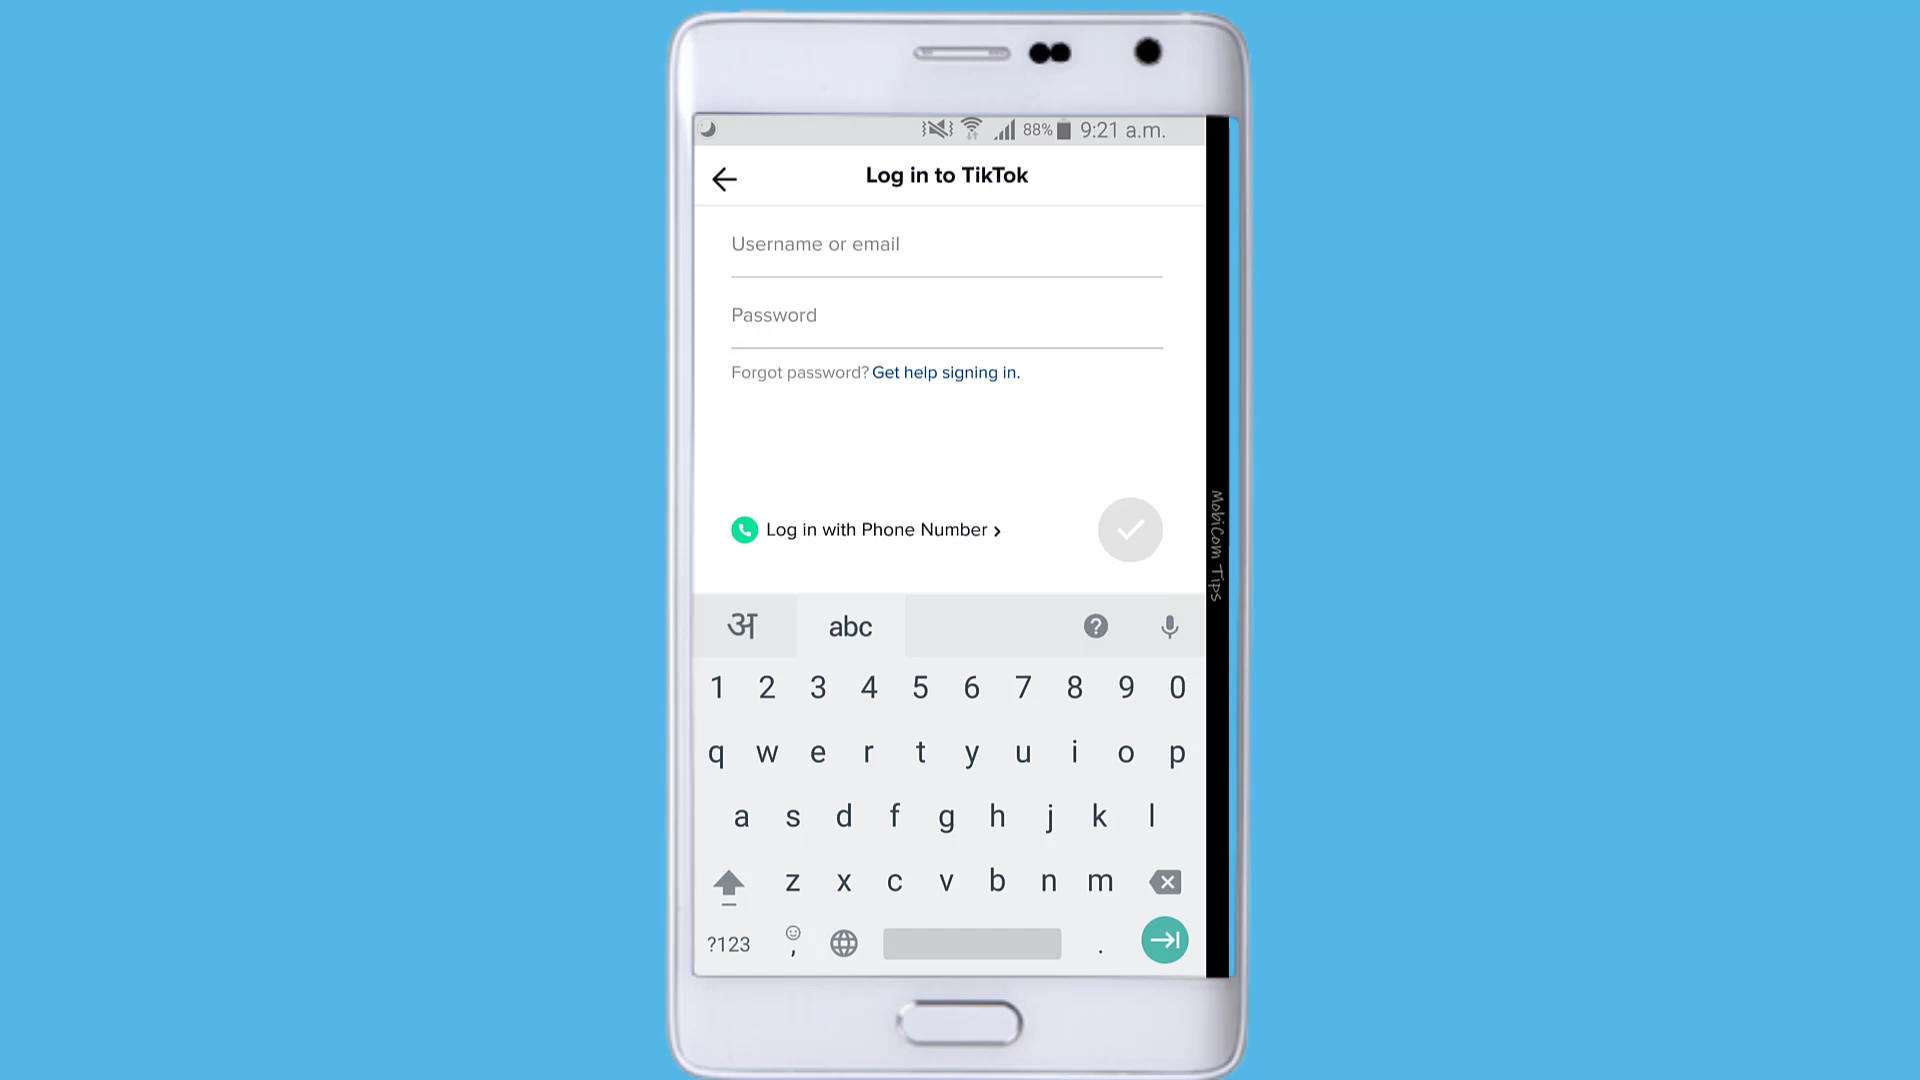 88% 9:21 a.m.
Log in to TikTok
Username or email
Password
Forgot password? Get help signing in.
Log in with Phone Number ›
MobiCom Tips
अ abc ?
1 2 3 4 5 6 7 8 9 0
q w e r t y u i o p
a s d f g h j k l
z x c v b n m
?123 , .